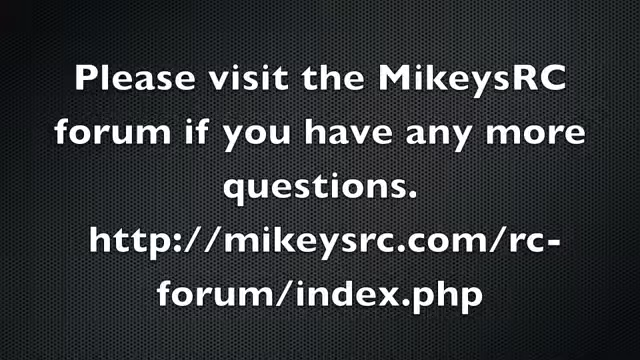 Please visit the MikeysRC
forum if you have any more
questions.
http://mikeysrc.com/rc-
forum/index.php